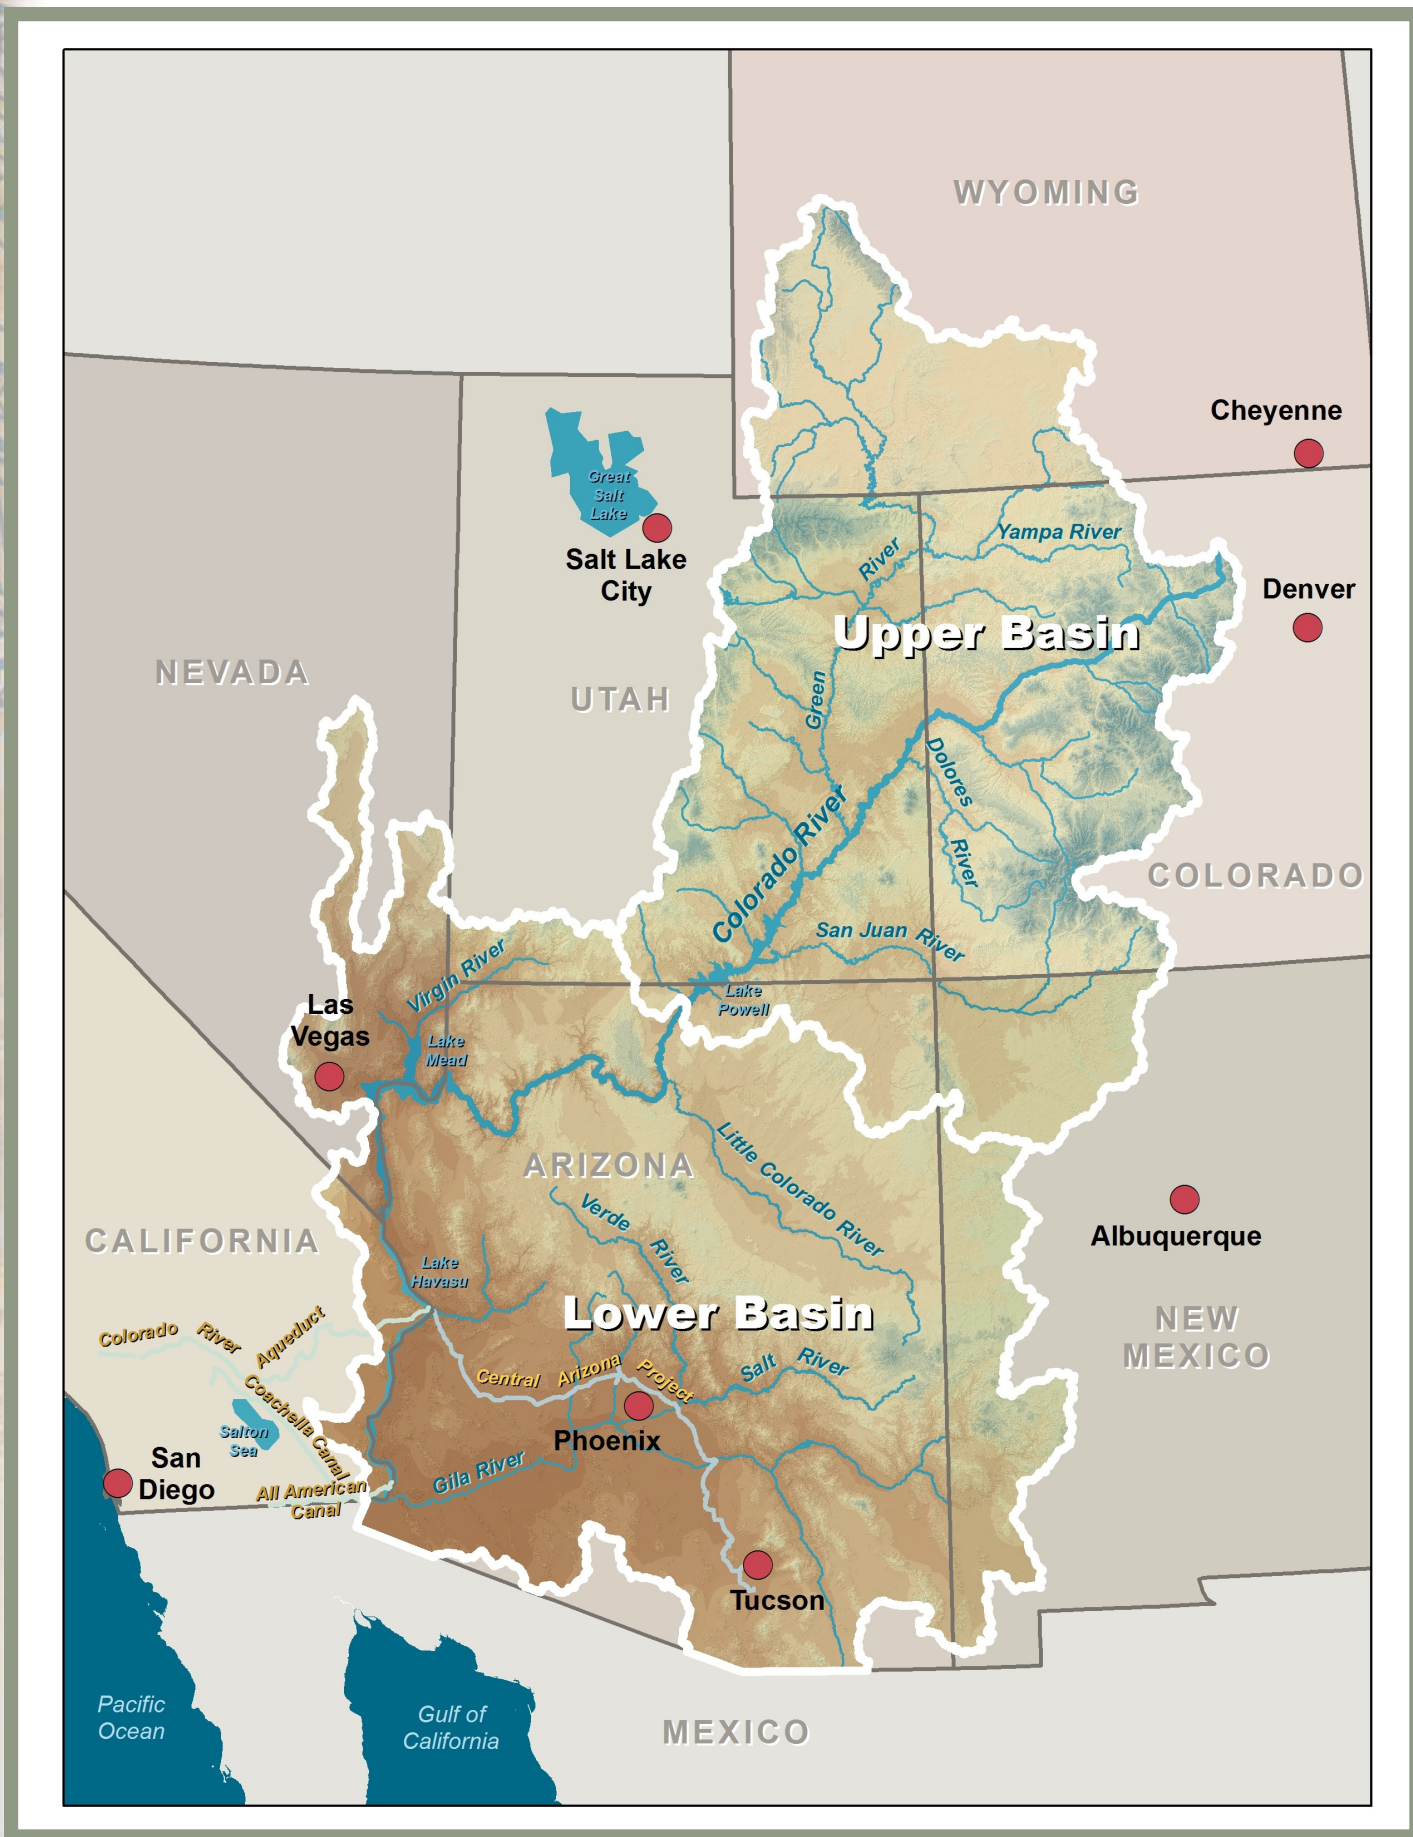 WYOMING
Cheyenne
Great
Salt
Lake
Salt Lake
City
Yampa River
River
Denver
Upper Basin
NEVADA
UTAH
Green
Dolores
River
Colorado River
COLORADO
San Juan River
Virgin River
Lake
Powell
Las
Vegas
Lake
Mead
Little Colorado River
ARIZONA
Verde
River
Albuquerque
CALIFORNIA
Lake
Havasu
Lower Basin
NEW
MEXICO
Colorado River Aqueduct
Central Arizona Project
Salt River
Coachella Canal
Salton
Sea
Phoenix
San
Diego
Gila River
All American
Canal
Tucson
Pacific
Ocean
Gulf of
California
MEXICO